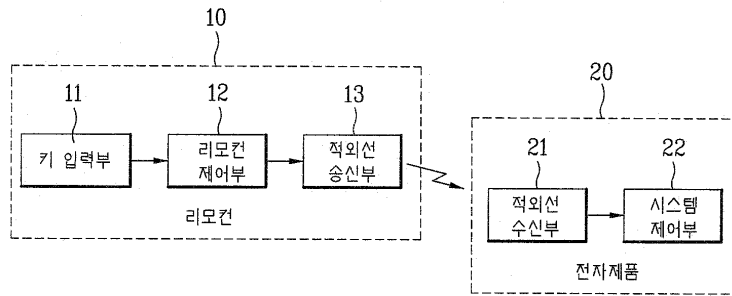 10
20
11
12
13
키 입력부
리모컨
제어부
적외선
송신부
리모컨
21
22
적외선
수신부
시스템
제어부
전자제품